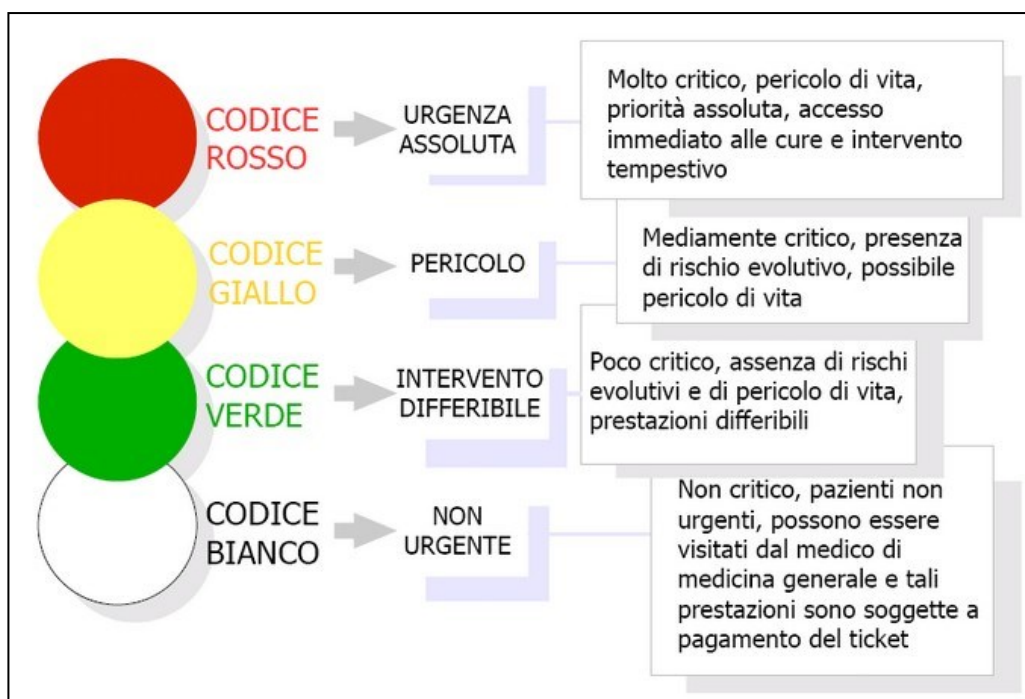 CODICE
ROSSO
URGENZA
ASSOLUTA
Molto critico, pericolo di vita,
priorità assoluta, accesso
immediato alle cure e intervento
tempestivo
CODICE
GIALLO
PERICOLO
Mediamente critico, presenza
di rischio evolutivo, possibile
pericolo di vita
CODICE
VERDE
INTERVENTO
DIFFERIBILE
Poco critico, assenza di rischi
evolutivi e di pericolo di vita,
prestazioni differibili
CODICE
BIANCO
NON
URGENTE
Non critico, pazienti non
urgenti, possono essere
visitati dal medico di
medicina generale e tali
prestazioni sono soggette a
pagamento del ticket